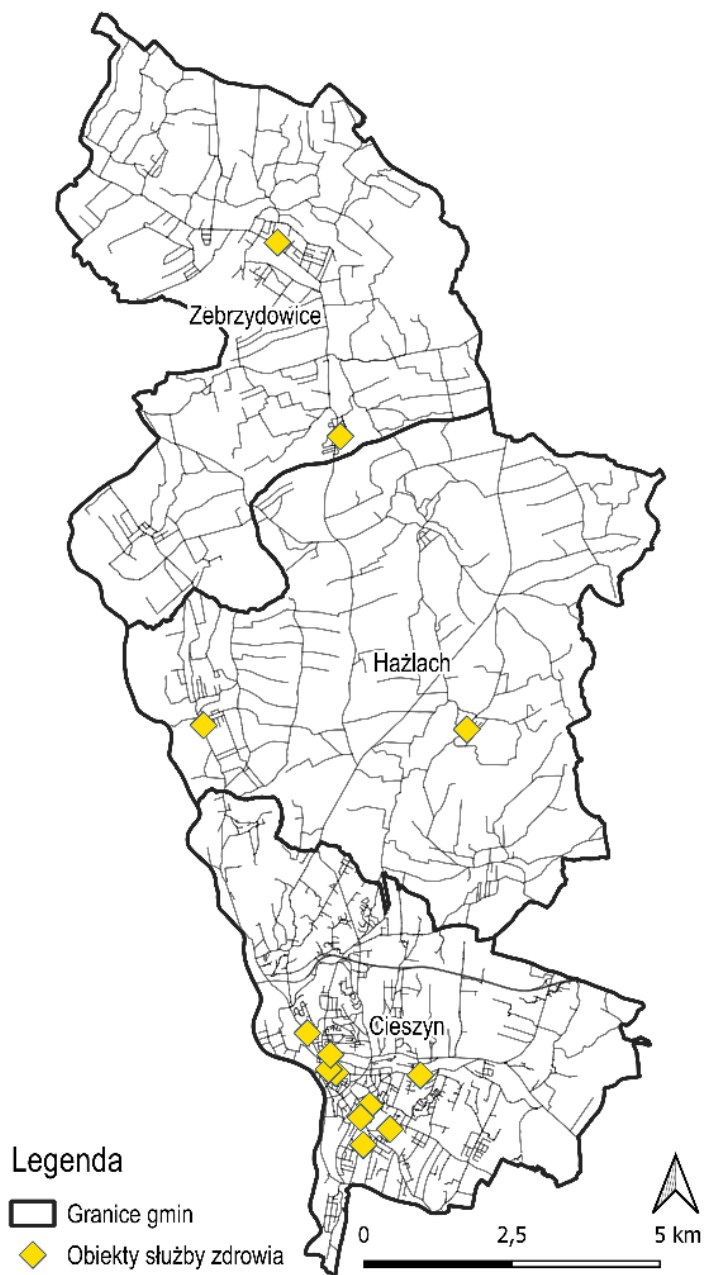 Zebrzydowice
Hażlach
Cieszyn
Legenda
Granice gmin
Obiekty służby zdrowia
0 2,5 5 km